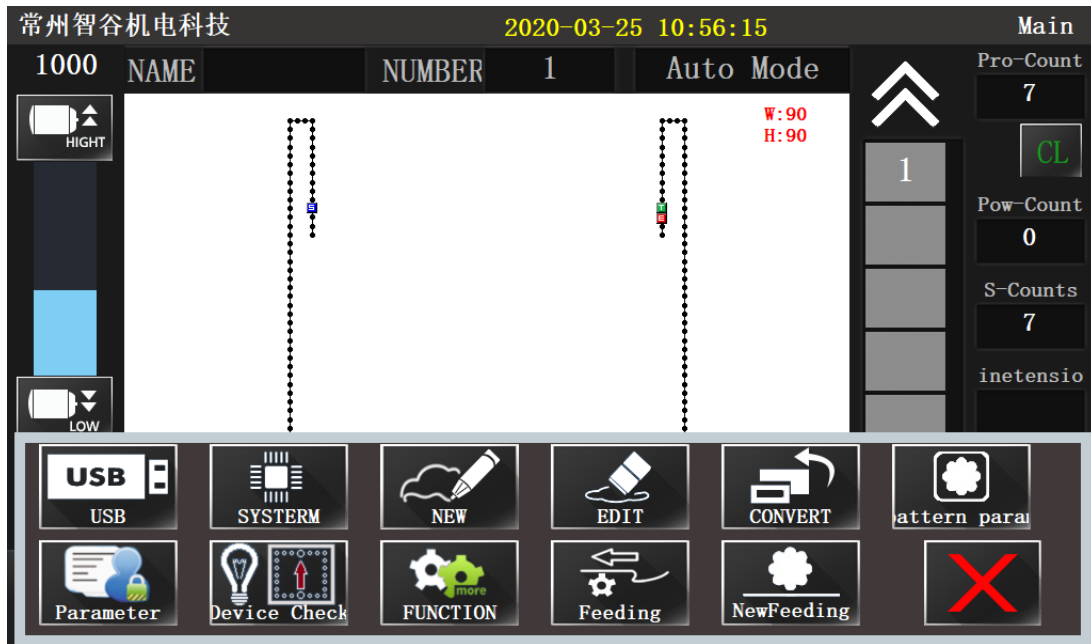 常州智谷机电科技 2020-03-25 10:56:15 Main
1000 NAME NUMBER 1 Auto Mode Pro-Count
7
HIGHT
W:90
H:90
CL
1
Pow-Count
0
S
T
E
S-Counts
7
inetensio
LOW
USB
USB SYSTERM NEW EDIT CONVERT pattern para
more
Parameter Device Check FUNCTION Feeding NewFeeding